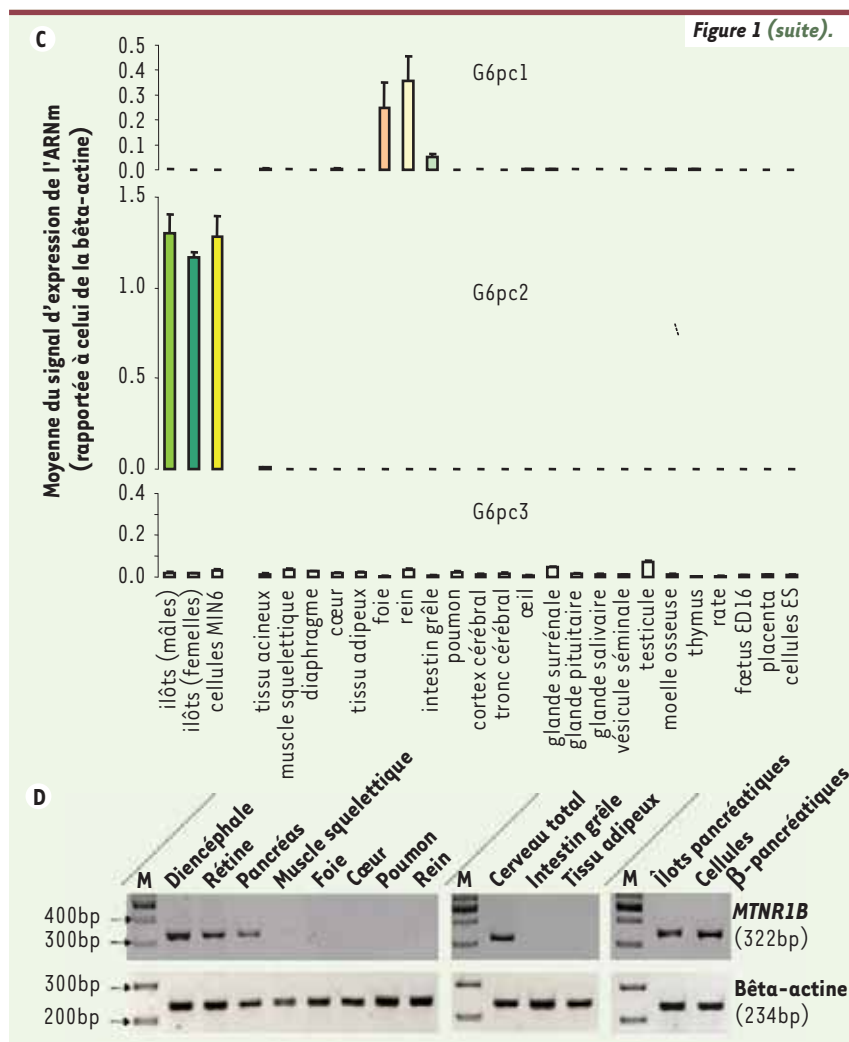 Figure 1 (suite).
C
Moyenne du signal d'expression de l'ARNm
(rapportée à celui de la bêta-actine)
0.5
0.4
0.3
0.2
0.1
0.0
G6pc1
1.5
1.0
0.5
0.0
G6pc2
0.4
0.2
0.0
G6pc3
ilôts (mâles)
ilôts (femelles)
cellules MIN6
tissu acineux
muscle squelettique
diaphragme
cœur
tissu adipeux
foie
rein
intestin grêle
poumon
cortex cérébral
tronc cérébral
œil
glande surrénale
glande pituitaire
glande salivaire
vésicule séminale
testicule
moelle osseuse
thymus
rate
fœtus ED16
placenta
cellules ES
D
M
Diencéphale
Rétine
Pancréas
Muscle squelettique
Foie
Cœur
Poumon
Rein
M
Cerveau total
Intestin grêle
Tissu adipeux
M
Îlots pancréatiques
Cellules
β-pancréatiques
400bp
300bp
MTNR1B
(322bp)
300bp
200bp
Bêta-actine
(234bp)